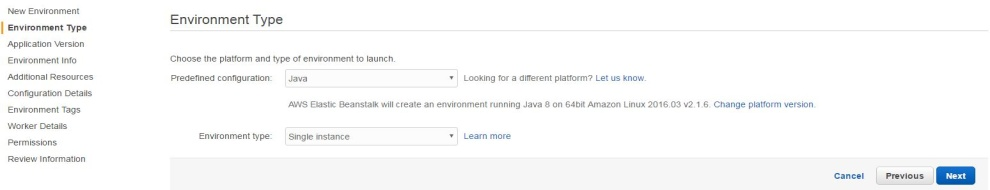 New Environment
Environment Type
Application Version
Environment Info
Additional Resources
Configuration Details
Environment Tags
Worker Details
Permissions
Review Information
Environment Type
Choose the platform and type of environment to launch.
Predefined configuration: Java Looking for a different platform? Let us know.
AWS Elastic Beanstalk will create an environment running Java 8 on 64bit Amazon Linux 2016.03 v2.1.6. Change platform version.
Environment type: Single instance Learn more
Cancel Previous Next